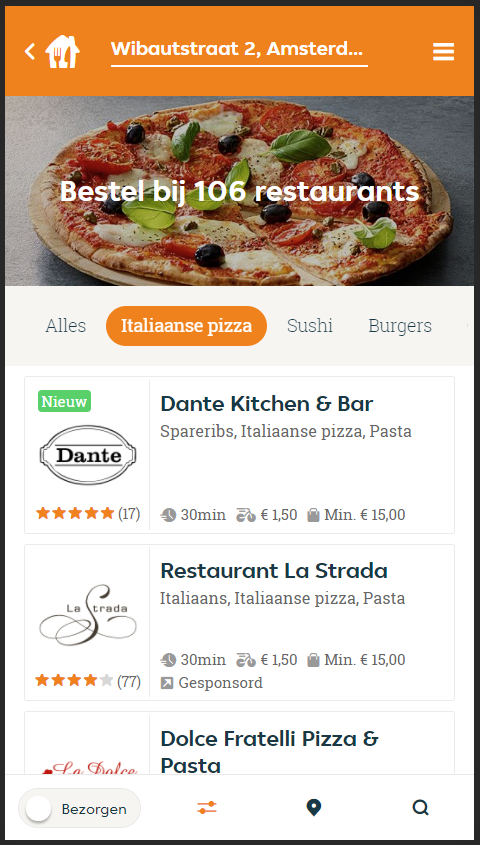 Wibautstraat 2, Amsterd...
Bestel bij 106 restaurants
Alles Italiaanse pizza Sushi Burgers
Nieuw
Dante
(17)
Dante Kitchen & Bar
Spareribs, Italiaanse pizza, Pasta
30min € 1,50 Min. € 15,00
La Strada
(77)
Restaurant La Strada
Italiaans, Italiaanse pizza, Pasta
30min € 1,50 Min. € 15,00
Gesponsord
La Dolce
Dolce Fratelli Pizza &
Pasta
Bezorgen